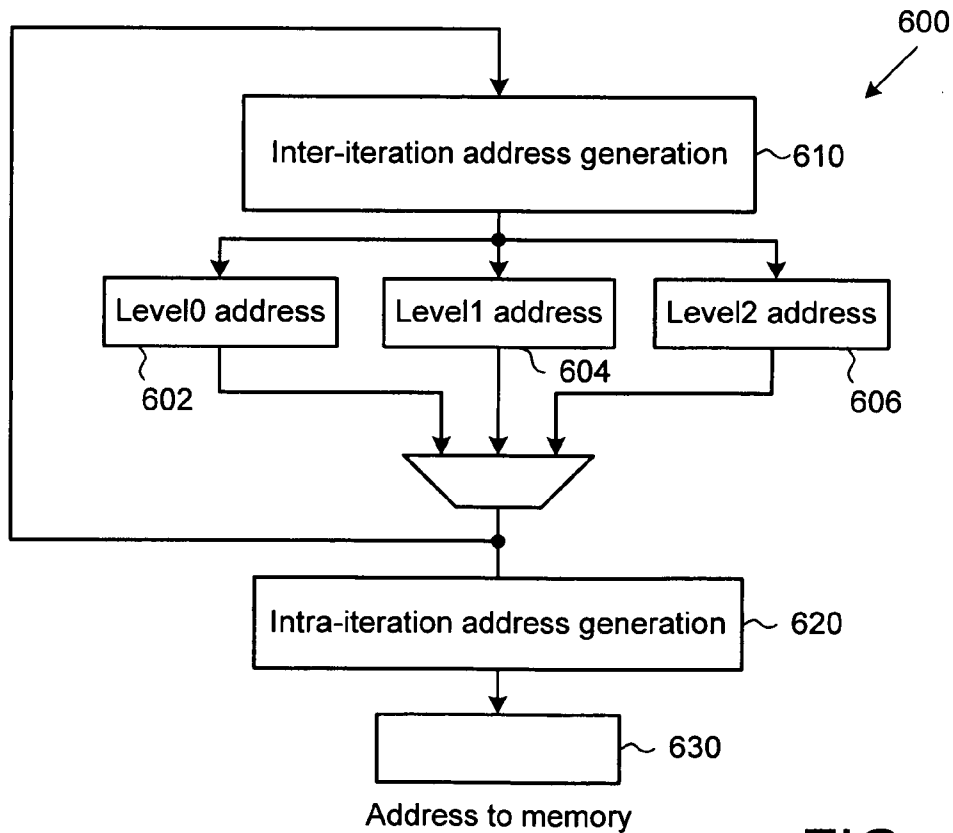 600
Inter-iteration address generation
610
Level0 address
Level1 address
Level2 address
602
604
606
Intra-iteration address generation
620
630
Address to memory